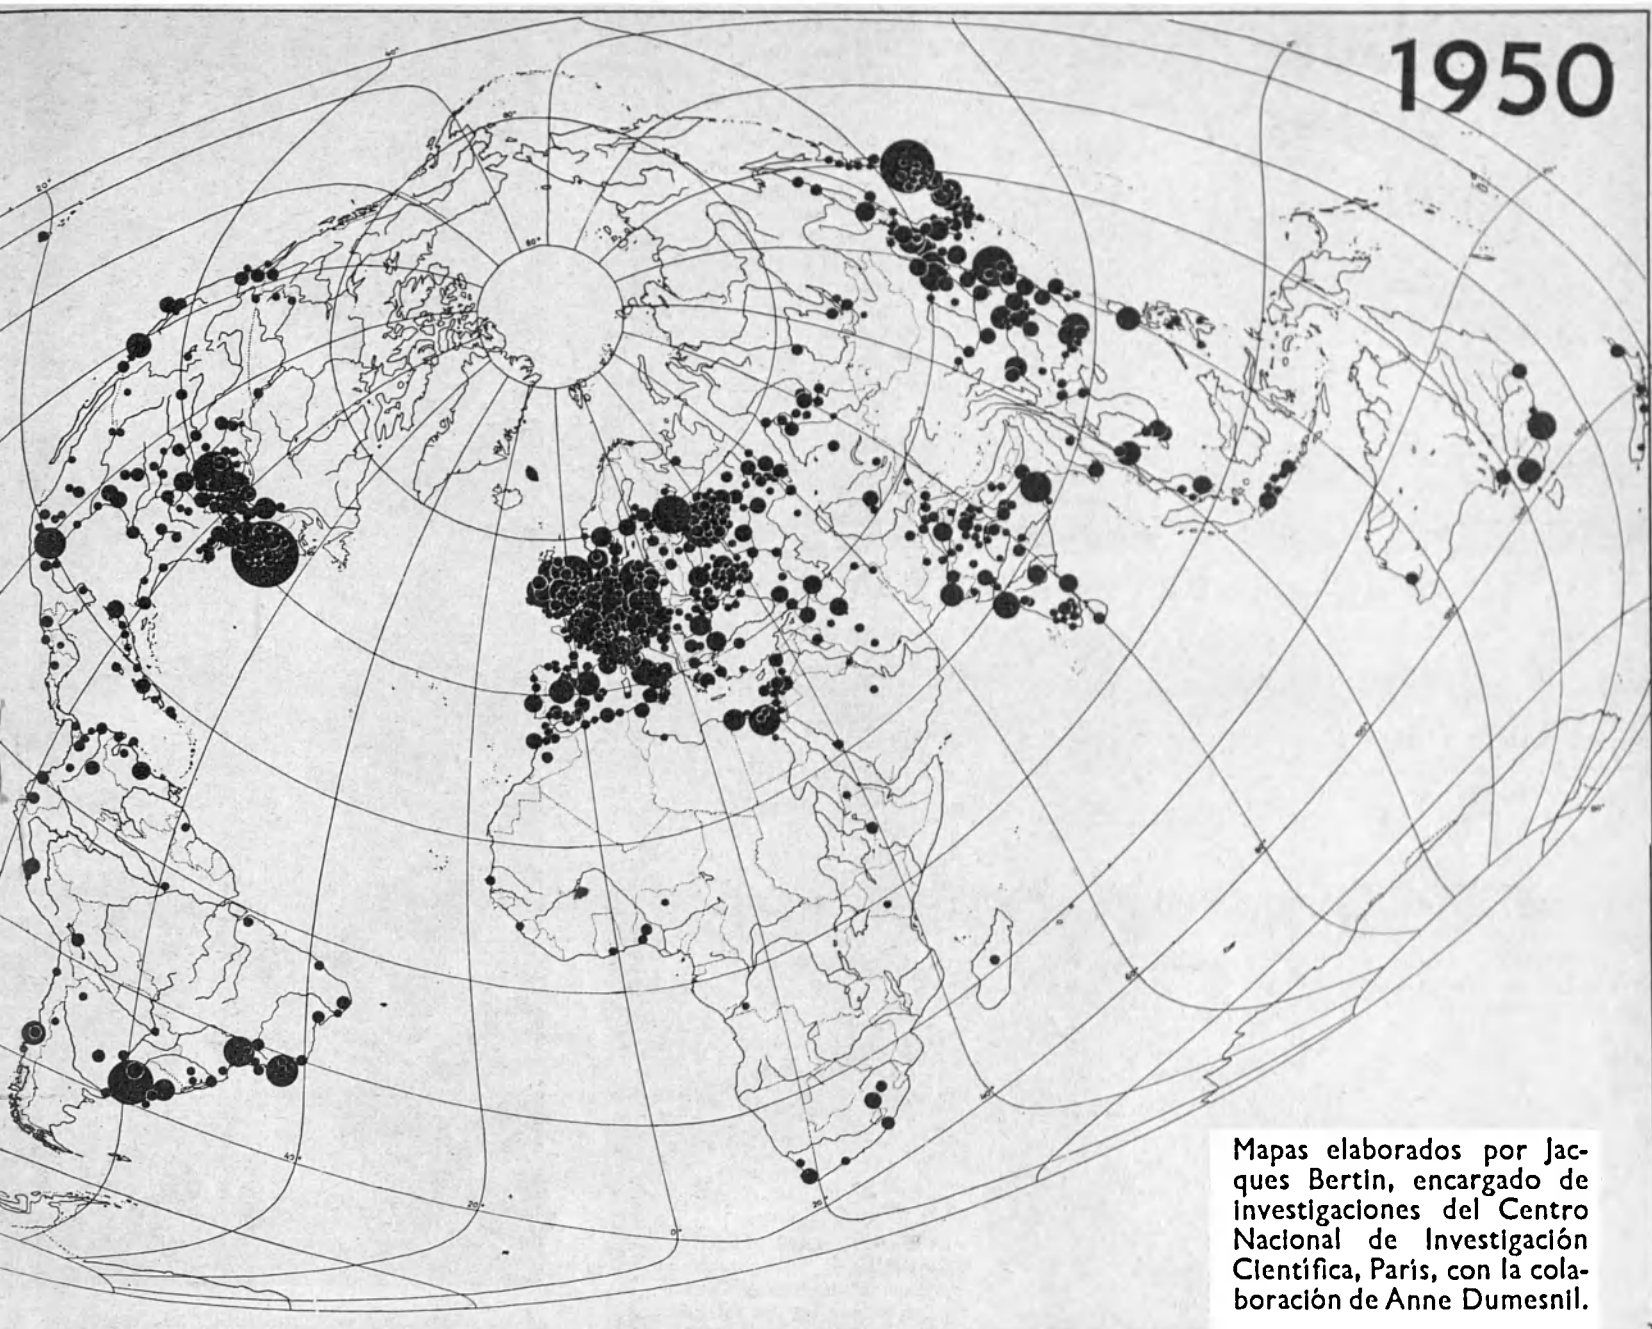 1950
Mapas elaborados por Jac-
ques Bertin, encargado de
investigaciones del Centro
Nacional de Investigación
Científica, París, con la cola-
boración de Anne Dumesnil.